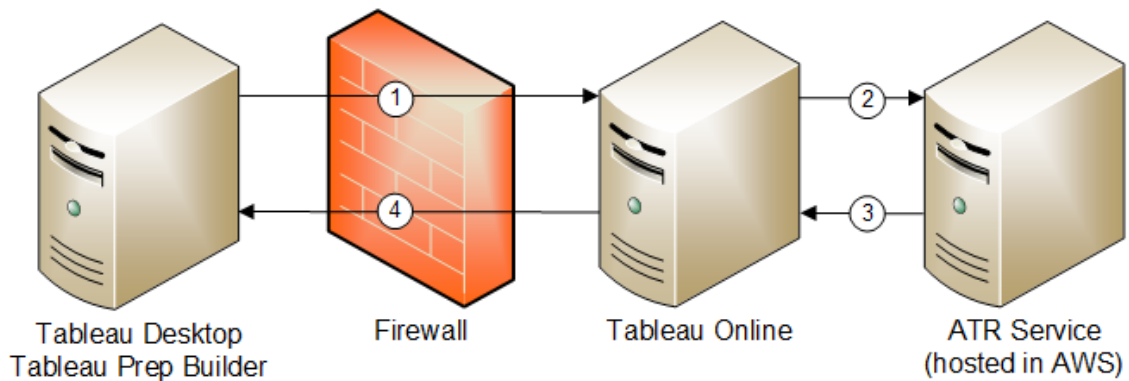 1
2
4
3
Tableau Desktop
Tableau Prep Builder
Firewall
Tableau Online
ATR Service
(hosted in AWS)